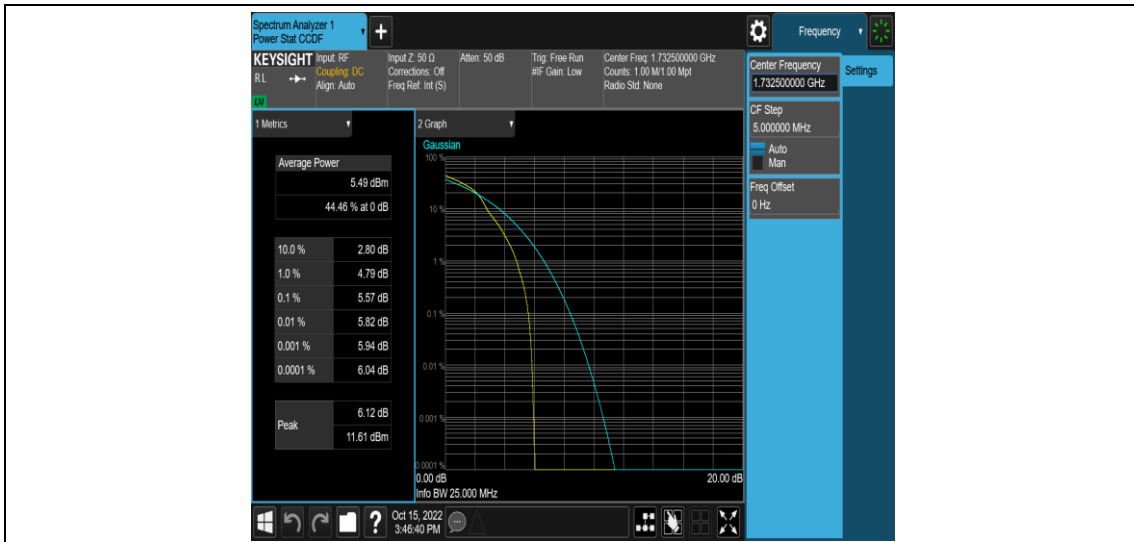 Spectrum Analyzer 1
Power Stat CCDF
Frequency
KEYSIGHT
RL
LXI
Input: RF
Coupling: DC
Align: Auto
Input Z: 50 Ω
Corrections: Off
Freq Ref: Int (S)
Atten: 50 dB
Trig: Free Run
#IF Gain: Low
Center Freq: 1.732500000 GHz
Counts: 1.00 M/1.00 Mpt
Radio Std: None
Center Frequency
1.732500000 GHz
Settings
CF Step
5.000000 MHz
Auto
Man
Freq Offset
0 Hz
1 Metrics
Average Power
5.49 dBm
44.46 % at 0 dB
10.0 % 2.80 dB
1.0 % 4.79 dB
0.1 % 5.57 dB
0.01 % 5.82 dB
0.001 % 5.94 dB
0.0001 % 6.04 dB
Peak
6.12 dB
11.61 dBm
2 Graph
Gaussian
100 %
10 %
1 %
0.1 %
0.01 %
0.001 %
0.0001 %
0.00 dB 20.00 dB
Info BW 25.000 MHz
?
Oct 15, 2022
3:46:40 PM